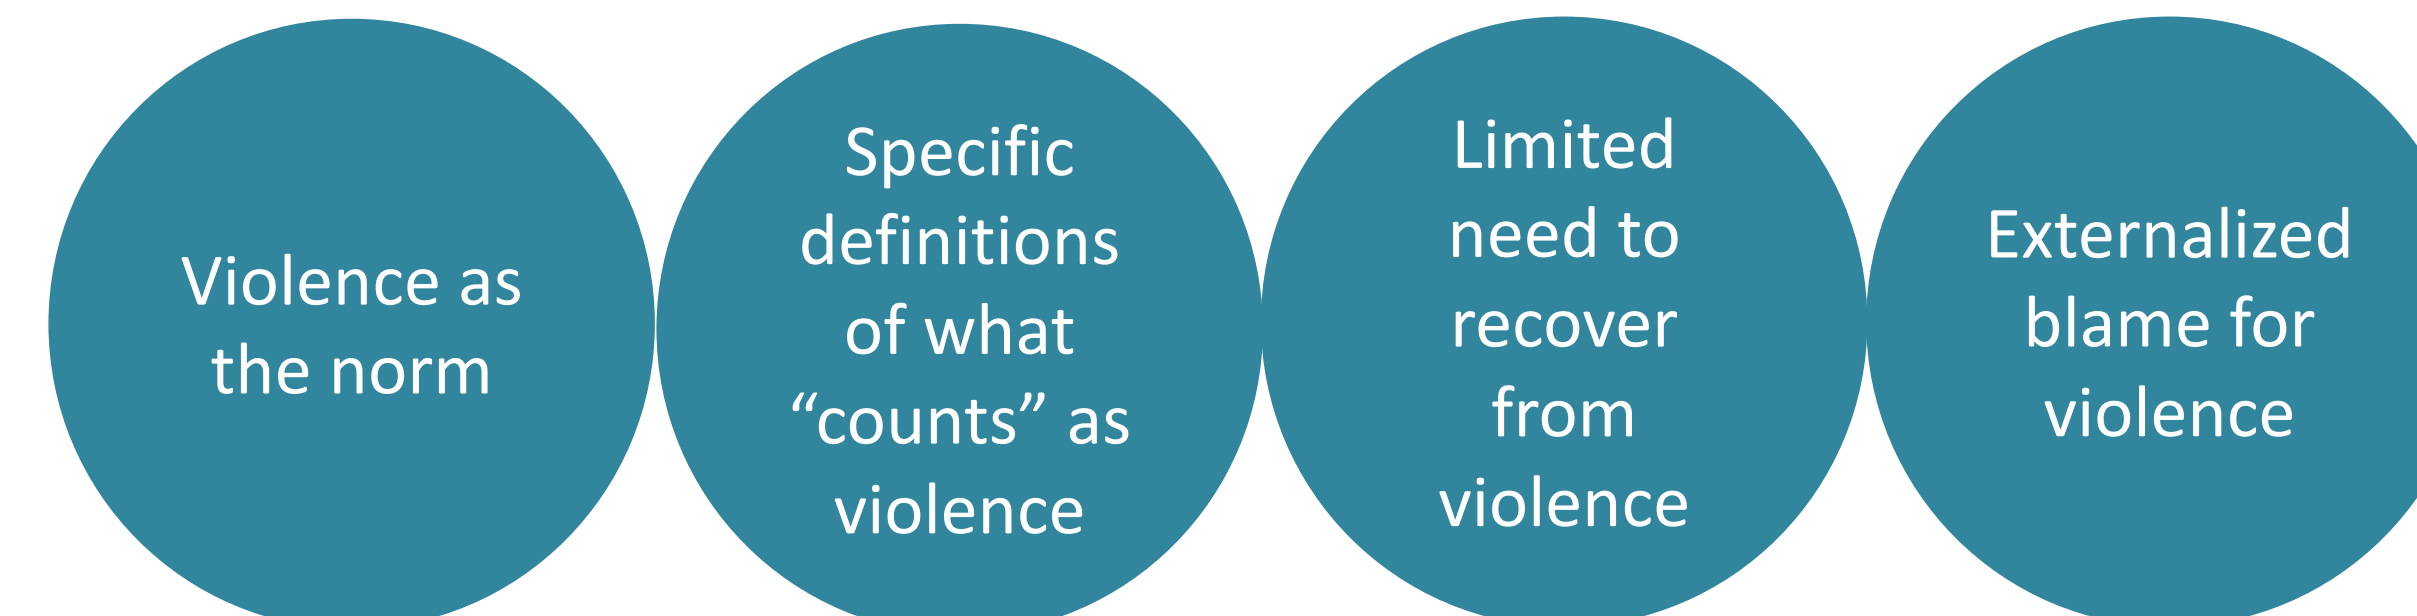 Violence as
the norm
Specific
definitions
of what
“counts” as
violence
Limited
need to
recover
from
violence
Externalized
blame for
violence